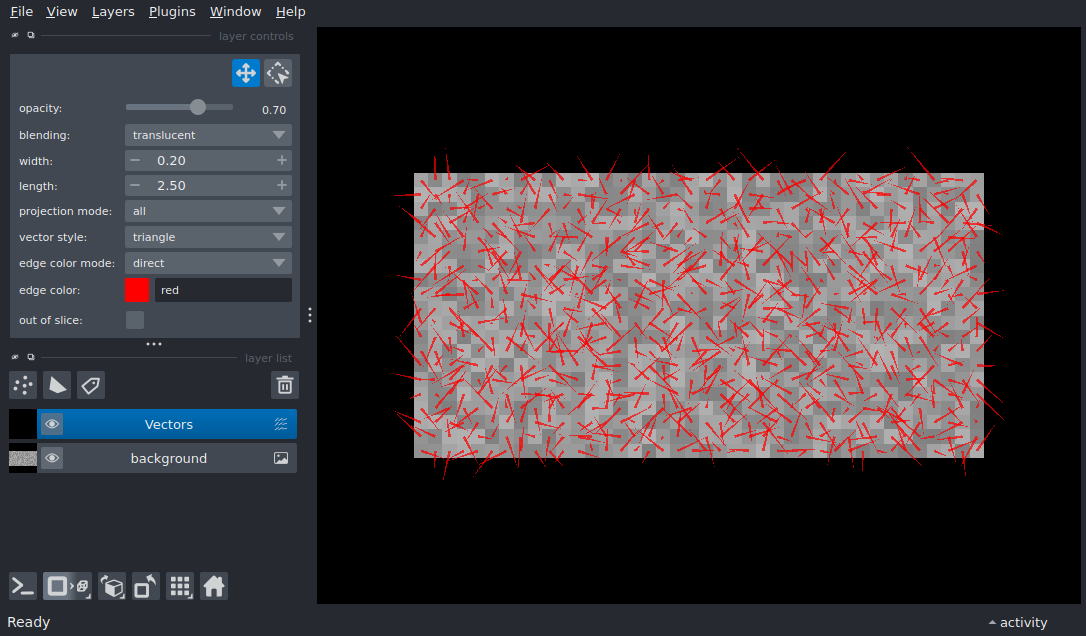 File View Layers Plugins Window Help
layer controls
opacity: 0.70
blending: translucent
width: − 0.20 +
length: − 2.50 +
projection mode: all
vector style: triangle
edge color mode: direct
edge color: red
out of slice:
layer list
Vectors
background
Ready
activity